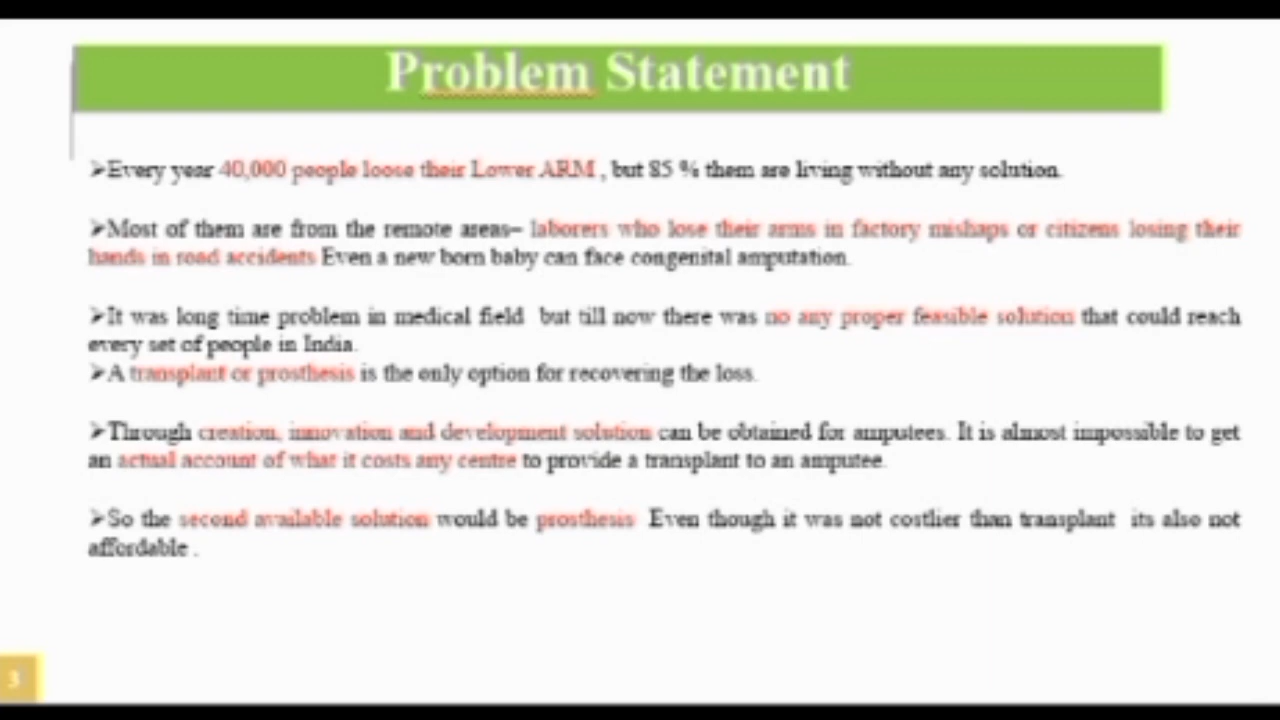 Problem Statement
➢Every year 40,000 people loose their Lower ARM , but 85 % them are living without any solution.
➢Most of them are from the remote areas– laborers who lose their arms in factory mishaps or citizens losing their
hands in road accidents Even a new born baby can face congenital amputation.
➢It was long time problem in medical field but till now there was no any proper feasible solution that could reach
every set of people in India.
➢A transplant or prosthesis is the only option for recovering the loss.
➢Through creation, innovation and development solution can be obtained for amputees. It is almost impossible to get
an actual account of what it costs any centre to provide a transplant to an amputee.
➢So the second available solution would be prosthesis Even though it was not costlier than transplant its also not
affordable .
3